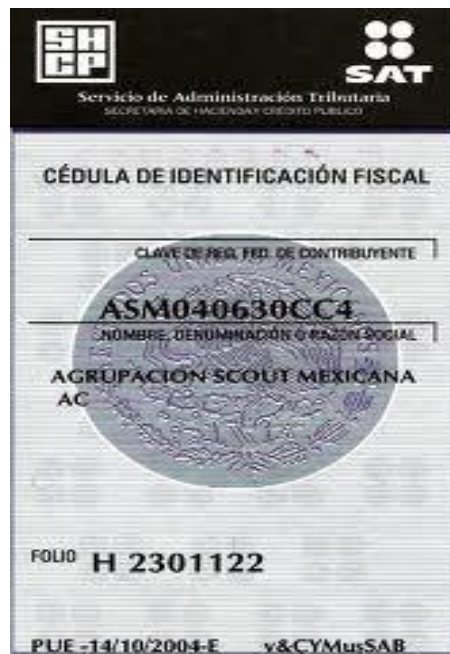 SH
CP
SAT
Servicio de Administración Tributaria
SECRETARIA DE HACIENDA Y CREDITO PUBLICO
CÉDULA DE IDENTIFICACIÓN FISCAL
CLAVE DE REG. FED. DE CONTRIBUYENTE
ASM040630CC4
NOMBRE, DENOMINACIÓN O RAZÓN SOCIAL
AGRUPACION SCOUT MEXICANA
AC
FOLIO H 2301122
PUE -14/10/2004-E y&CYMusSAB